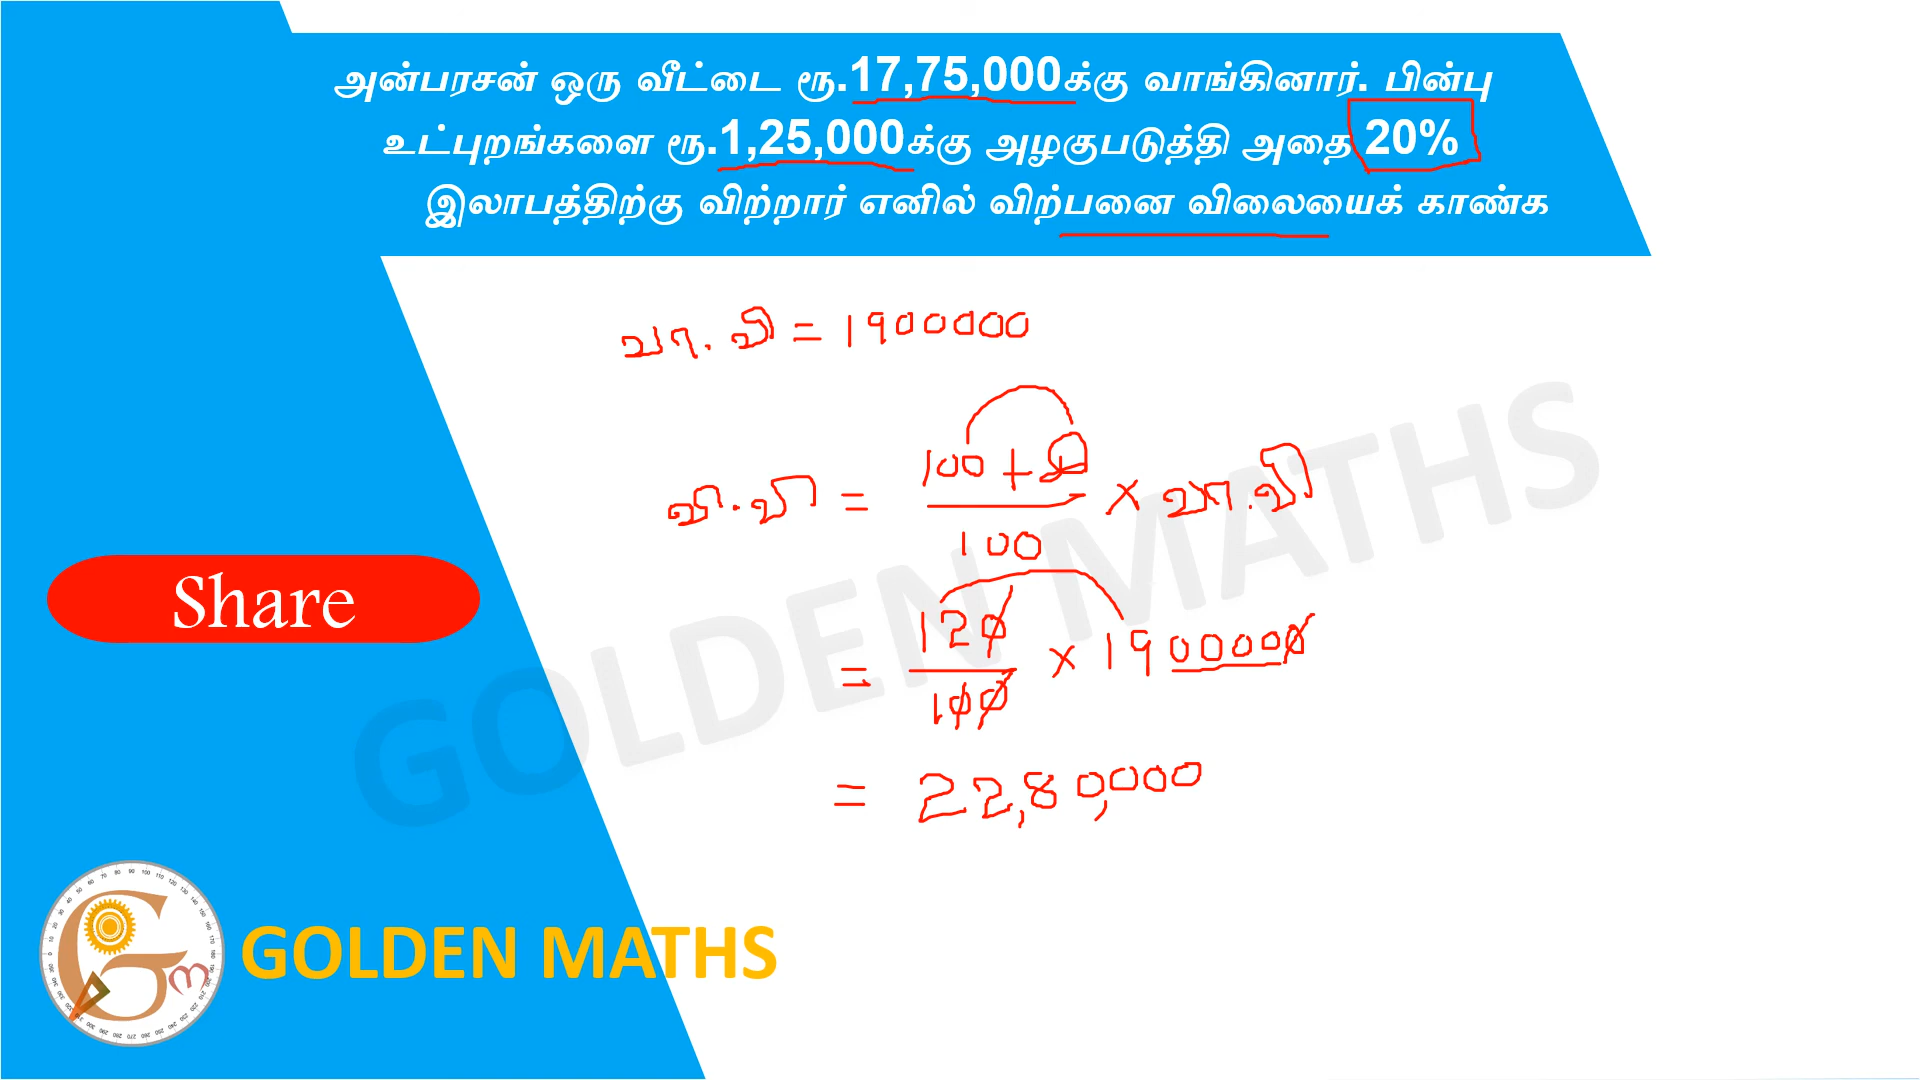 அன்பரசன் ஒரு வீட்டை ரூ.17,75,000க்கு வாங்கினார். பின்பு
உட்புறங்களை ரூ.1,25,000க்கு அழகுபடுத்தி அதை 20%
இலாபத்திற்கு விற்றார் எனில் விற்பனை விலையைக் காண்க
வா.வி = 1900000
வி.வி = 100 + இ / 100 × வா.வி
= 120 / 100 × 1900000
= 22,80,000
Share
GOLDEN MATHS
GOLDEN MATHS